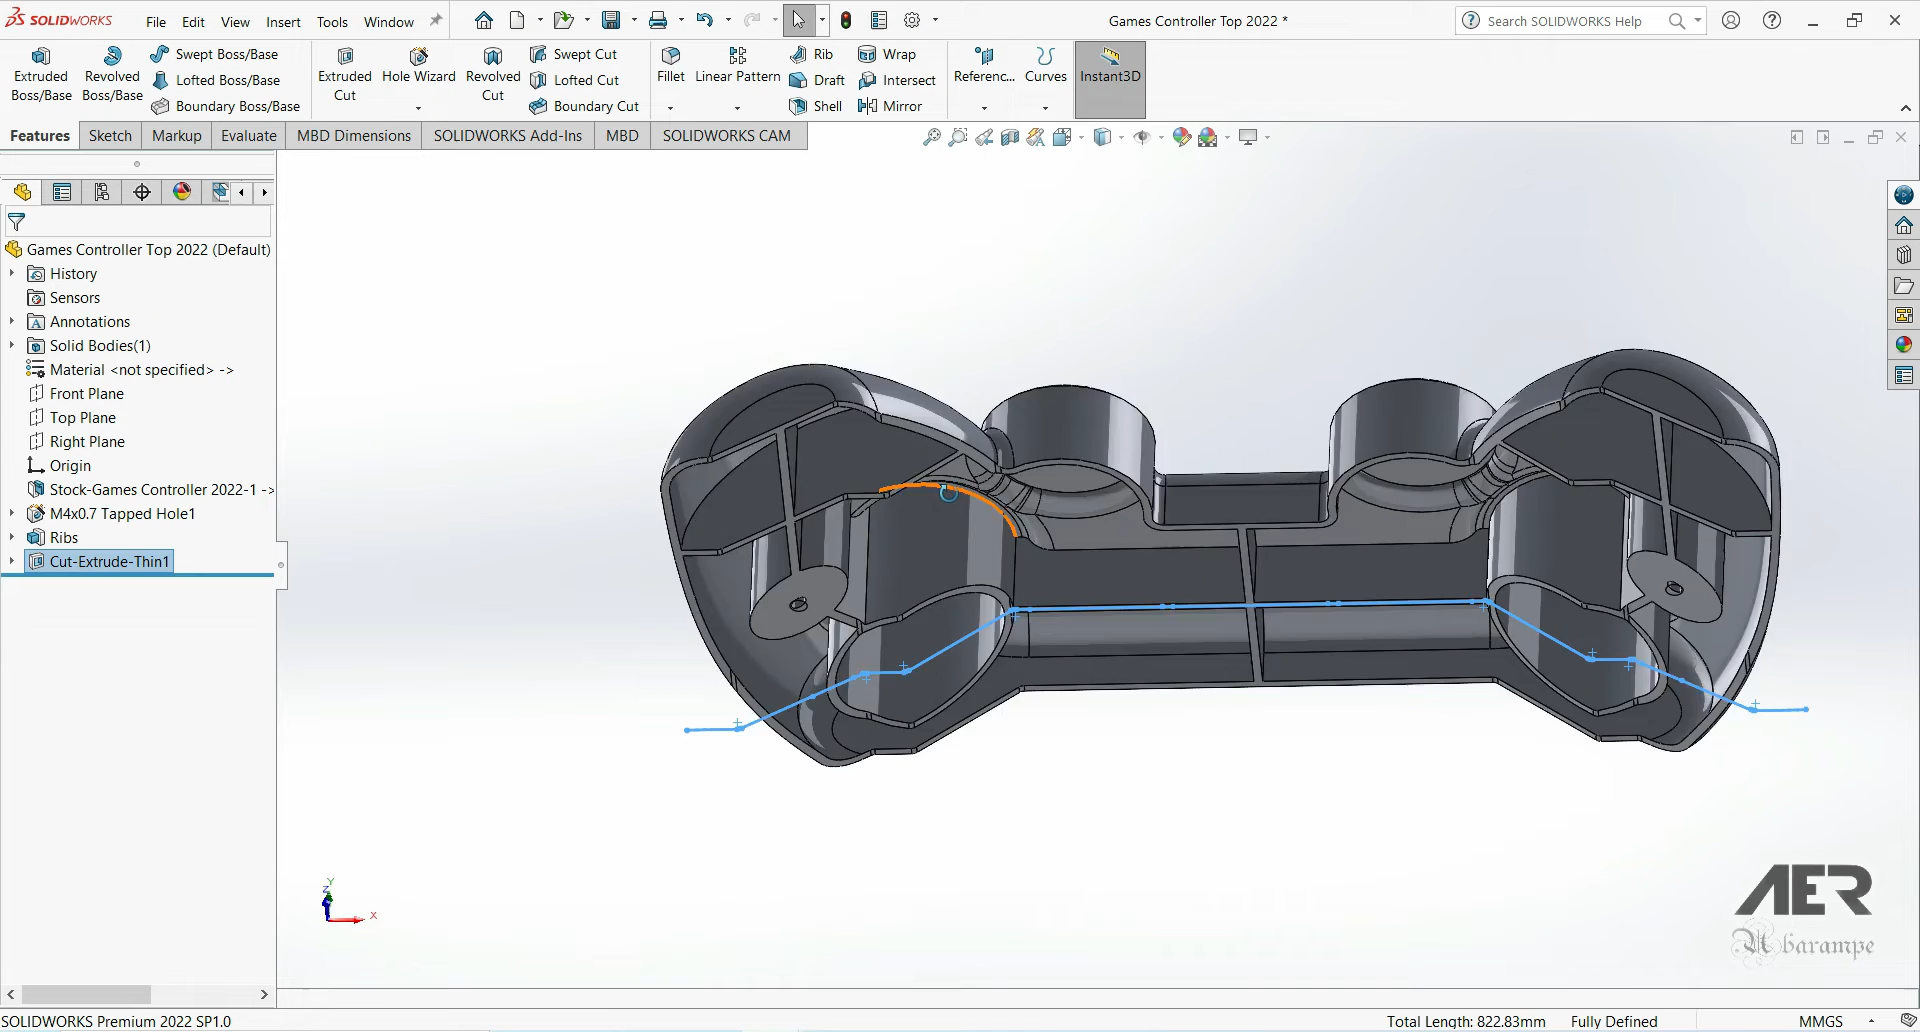 SOLIDWORKS
File
Edit
View
Insert
Tools
Window
Games Controller Top 2022 *
Search SOLIDWORKS Help
Extruded Boss/Base
Revolved Boss/Base
Swept Boss/Base
Lofted Boss/Base
Boundary Boss/Base
Extruded Cut
Hole Wizard
Revolved Cut
Swept Cut
Lofted Cut
Boundary Cut
Fillet
Linear Pattern
Rib
Draft
Shell
Wrap
Intersect
Mirror
Referenc...
Curves
Instant3D
Features
Sketch
Markup
Evaluate
MBD Dimensions
SOLIDWORKS Add-Ins
MBD
SOLIDWORKS CAM
Games Controller Top 2022 (Default)
History
Sensors
Annotations
Solid Bodies(1)
Material <not specified> ->
Front Plane
Top Plane
Right Plane
Origin
Stock-Games Controller 2022-1 ->
M4x0.7 Tapped Hole1
Ribs
Cut-Extrude-Thin1
Y
Z
X
AER
Abarampe
SOLIDWORKS Premium 2022 SP1.0
Total Length: 822.83mm
Fully Defined
MMGS